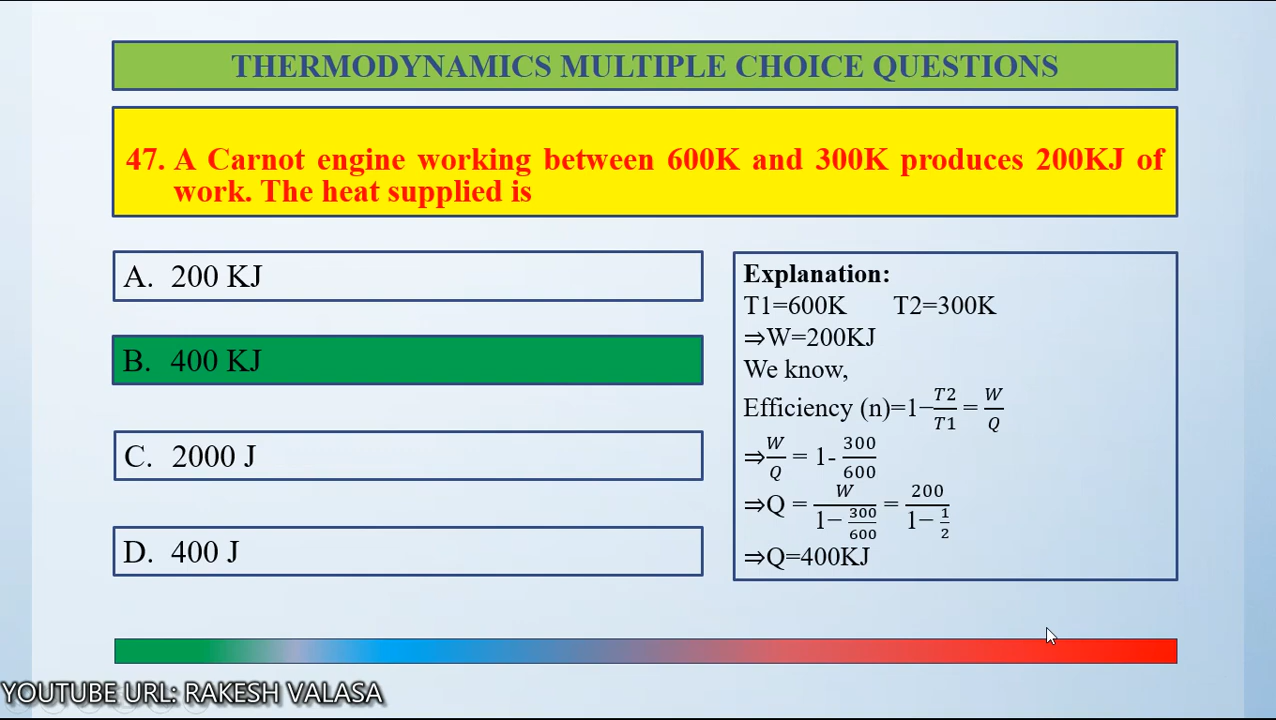 THERMODYNAMICS MULTIPLE CHOICE QUESTIONS
47. A Carnot engine working between 600K and 300K produces 200KJ of
work. The heat supplied is
A. 200 KJ
B. 400 KJ
C. 2000 J
D. 400 J
Explanation:
T1=600K T2=300K
⇒W=200KJ
We know,
Efficiency (n)=1−T2/T1 = W/Q
⇒W/Q = 1- 300/600
⇒Q = W/(1− 300/600) = 200/(1− 1/2)
⇒Q=400KJ
YOUTUBE URL: RAKESH VALASA